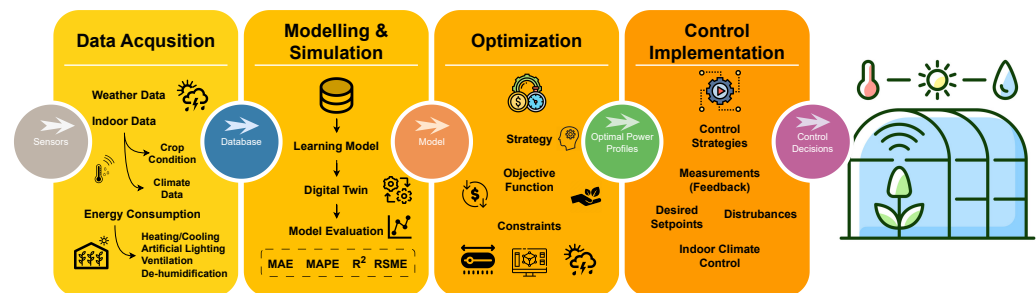 Data Acqusition
Weather Data
Indoor Data
Crop
Condition
Climate
Data
Energy Consumption
Heating/Cooling
Artificial Lighting
Ventilation
De-humidification
Sensors
Database
Modelling &
Simulation
Learning Model
Digital Twin
Model Evaluation
MAE MAPE R² RSME
Model
Optimization
Strategy
Objective
Function
Constraints
Optimal Power
Profiles
Control
Implementation
Control
Strategies
Measurements
(Feedback)
Desired
Setpoints
Distrubances
Indoor Climate
Control
Control
Decisions